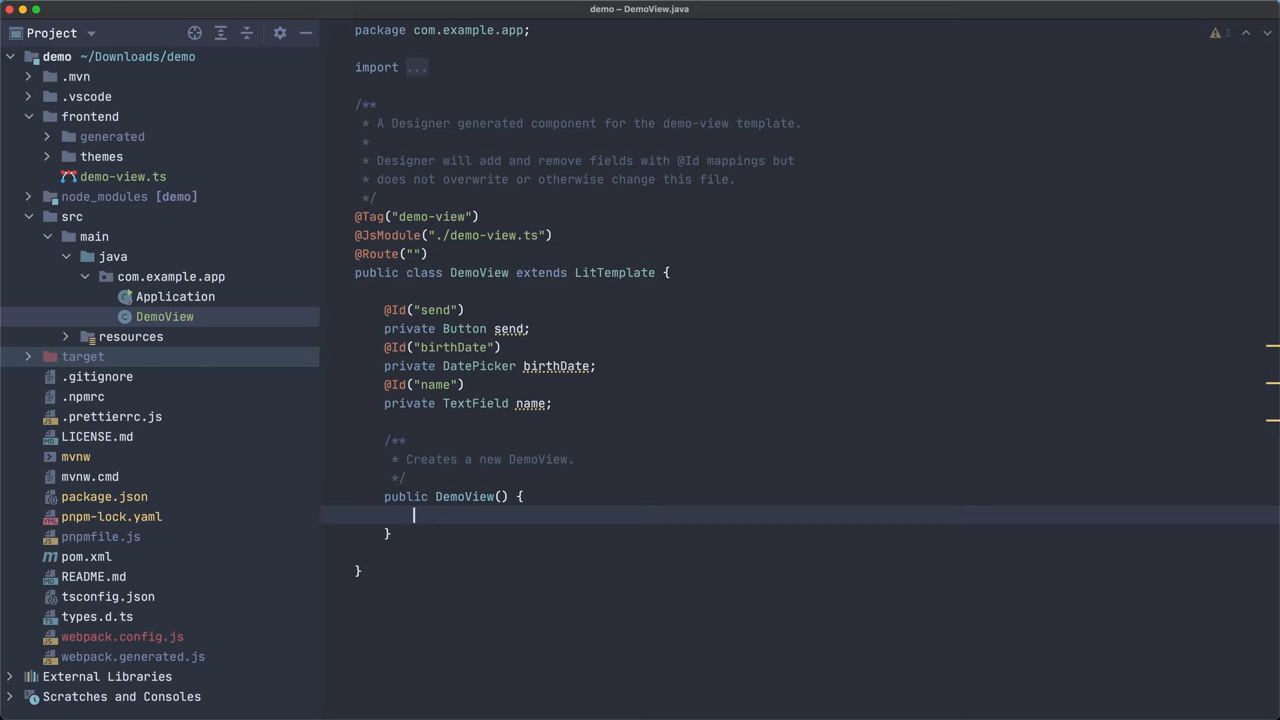 demo – DemoView.java
Project
demo ~/Downloads/demo
.mvn
.vscode
frontend
generated
themes
demo-view.ts
node_modules [demo]
src
main
java
com.example.app
Application
DemoView
resources
target
.gitignore
.npmrc
.prettierrc.js
LICENSE.md
mvnw
mvnw.cmd
package.json
pnpm-lock.yaml
pnpmfile.js
pom.xml
README.md
tsconfig.json
types.d.ts
webpack.config.js
webpack.generated.js
External Libraries
Scratches and Consoles
package com.example.app;
import ...
/**
* A Designer generated component for the demo-view template.
*
* Designer will add and remove fields with @Id mappings but
* does not overwrite or otherwise change this file.
*/
@Tag("demo-view")
@JsModule("./demo-view.ts")
@Route("")
public class DemoView extends LitTemplate {
@Id("send")
private Button send;
@Id("birthDate")
private DatePicker birthDate;
@Id("name")
private TextField name;
/**
* Creates a new DemoView.
*/
public DemoView() {
}
}
3